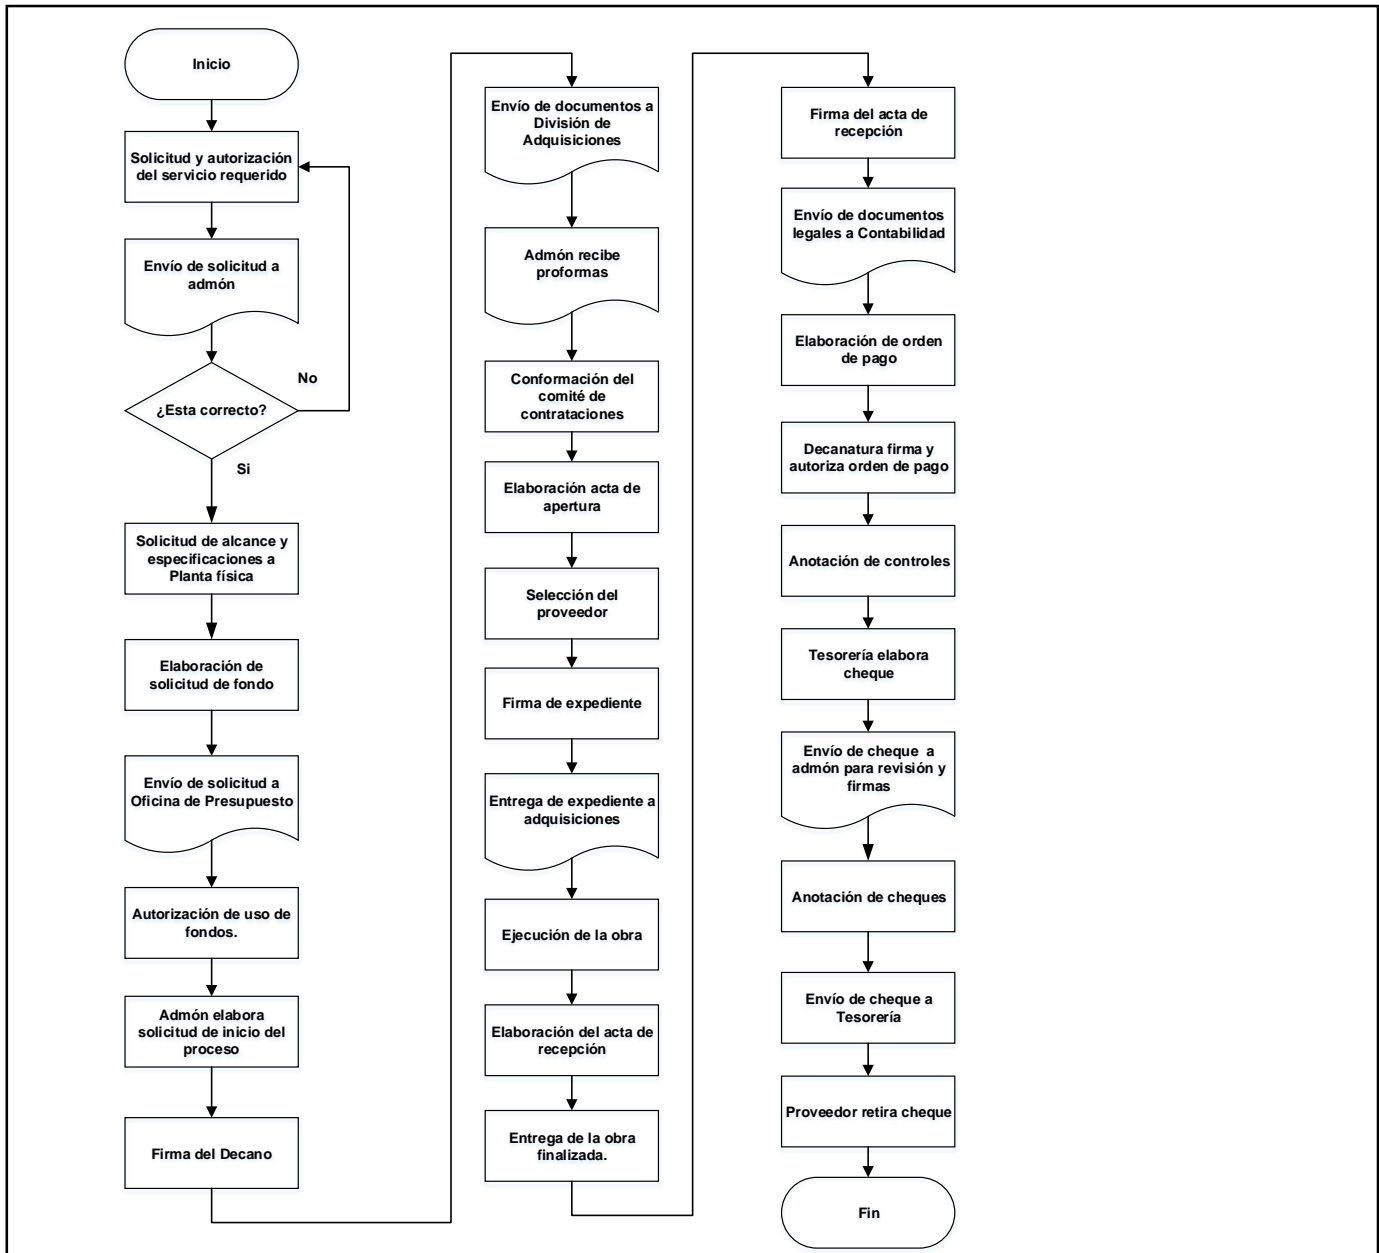 Inicio
Solicitud y autorización
del servicio requerido
Envío de solicitud a
admón
¿Esta correcto?
No
Si
Solicitud de alcance y
especificaciones a
Planta física
Elaboración de
solicitud de fondo
Envío de solicitud a
Oficina de Presupuesto
Autorización de uso de
fondos.
Admón elabora
solicitud de inicio del
proceso
Firma del Decano
Envío de documentos a
División de
Adquisiciones
Admón recibe
proformas
Conformación del
comité de
contrataciones
Elaboración acta de
apertura
Selección del
proveedor
Firma de expediente
Entrega de expediente a
adquisiciones
Ejecución de la obra
Elaboración del acta de
recepción
Entrega de la obra
finalizada.
Firma del acta de
recepción
Envío de documentos
legales a Contabilidad
Elaboración de orden
de pago
Decanatura firma y
autoriza orden de pago
Anotación de controles
Tesorería elabora
cheque
Envío de cheque a
admón para revisión y
firmas
Anotación de cheques
Envío de cheque a
Tesorería
Proveedor retira cheque
Fin